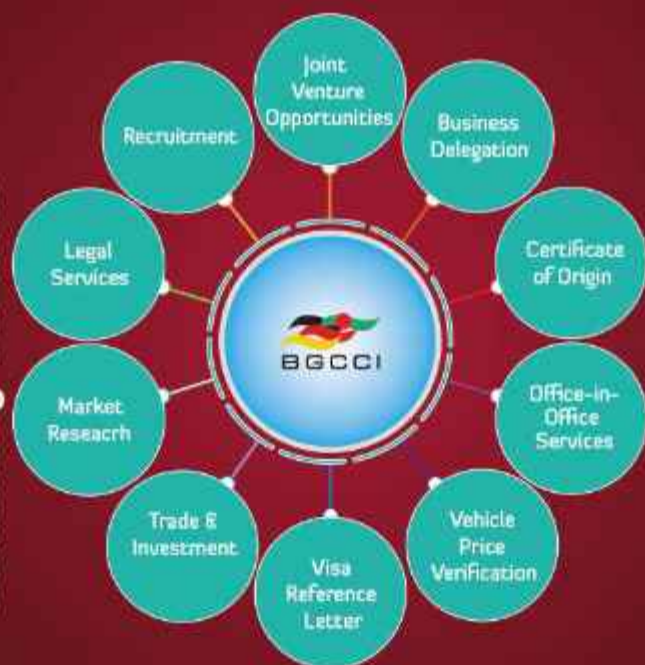 Joint
Venture
Opportunities
Business
Delegation
Certificate
of Origin
Office-in-
Office
Services
Vehicle
Price
Verification
Visa
Reference
Letter
Trade &
Investment
Market
Reseacrh
Legal
Services
Recruitment
BGCCI